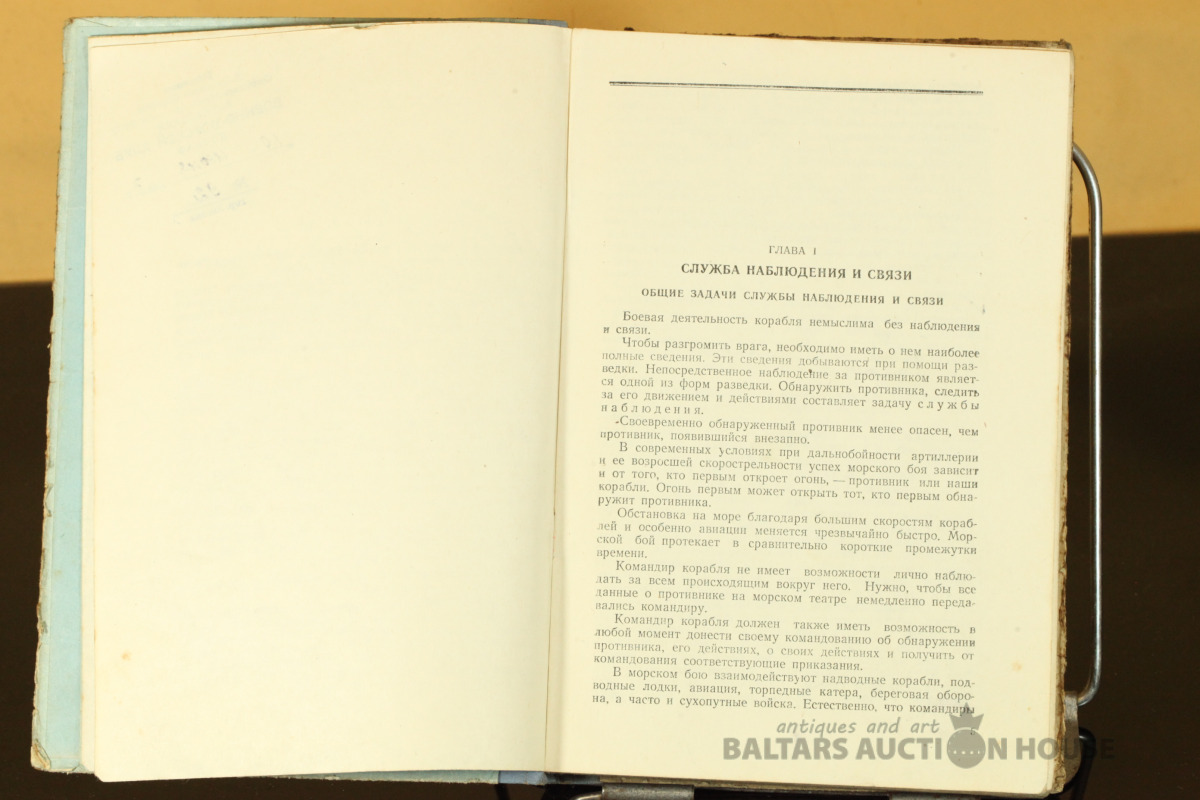 ГЛАВА I
СЛУЖБА НАБЛЮДЕНИЯ И СВЯЗИ
ОБЩИЕ ЗАДАЧИ СЛУЖБЫ НАБЛЮДЕНИЯ И СВЯЗИ
Боевая деятельность корабля немыслима без наблюдения
и связи.
Чтобы разгромить врага, необходимо иметь о нем наиболее
полные сведения. Эти сведения добываются при помощи раз-
ведки. Непосредственное наблюдение за противником являет-
ся одной из форм разведки. Обнаружить противника, следить
за его движением и действиями составляет задачу службы
наблюдения.
Своевременно обнаруженный противник менее опасен, чем
противник, появившийся внезапно.
В современных условиях при дальнобойности артиллерии
и ее возросшей скорострельности успех морского боя зависит
и от того, кто первым откроет огонь, — противник или наши
корабли. Огонь первым может открыть тот, кто первым обна-
ружит противника.
Обстановка на море благодаря большим скоростям кораб-
лей и особенно авиации меняется чрезвычайно быстро. Мор-
ской бой протекает в сравнительно короткие промежутки
времени.
Командир корабля не имеет возможности лично наблю-
дать за всем происходящим вокруг него. Нужно, чтобы все
данные о противнике на морском театре немедленно переда-
вались командиру.
Командир корабля должен также иметь возможность в
любой момент донести своему командованию об обнаружении
противника, его действиях, о своих действиях и получить от
командования соответствующие приказания.
В морском бою взаимодействуют надводные корабли, под-
водные лодки, авиация, торпедные катера, береговая оборо-
на, а часто и сухопутные войска. Естественно, что командиры
antiques and art
BALTARS AUCTION HOUSE